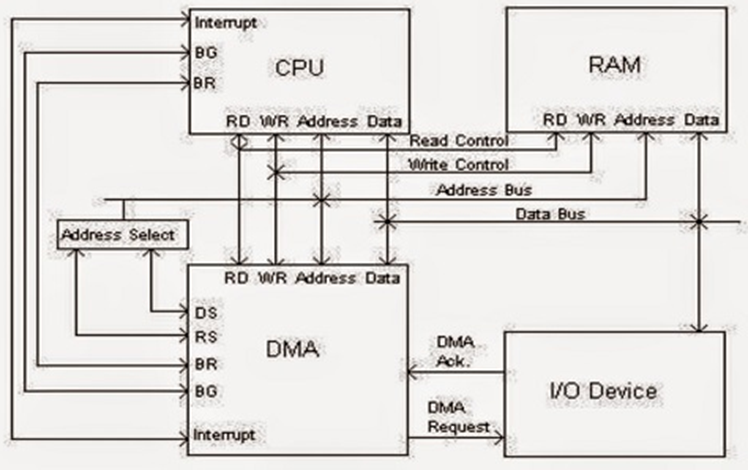 Interrupt
BG
CPU
BR
RD WR Address Data
RAM
RD WR Address Data
Read Control
Write Control
Address Bus
Data Bus
Address Select
RD WR Address Data
DS
RS
DMA
BR
BG
Interrupt
DMA
Ack.
DMA
Request
I/O Device